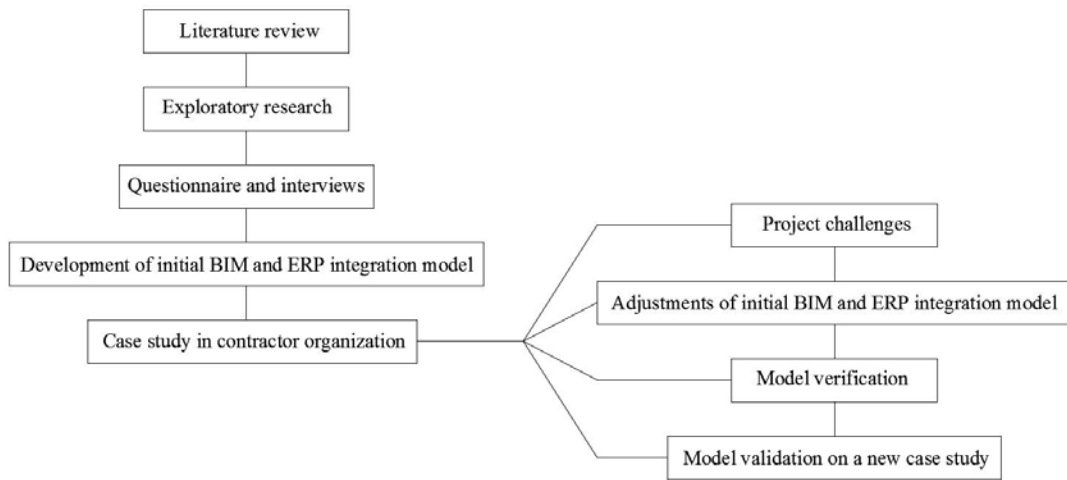 Literature review
Exploratory research
Questionnaire and interviews
Development of initial BIM and ERP integration model
Case study in contractor organization
Project challenges
Adjustments of initial BIM and ERP integration model
Model verification
Model validation on a new case study